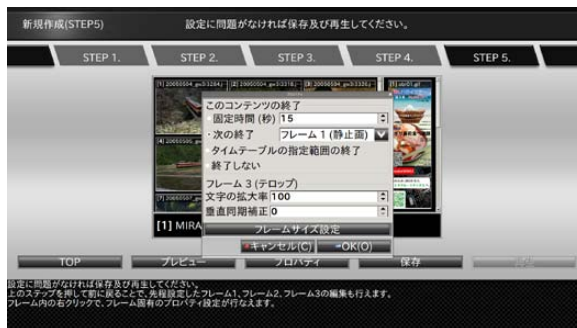 新規作成(STEP5)
設定に問題がなければ保存及び再生してください。
STEP 1.
STEP 2.
STEP 3.
STEP 4.
STEP 5.
このコンテンツの終了
固定時間(秒) 15
次の終了 フレーム1(静止画)
タイムテーブルの指定範囲の終了
終了しない
フレーム3(テロップ)
文字の拡大率 100
垂直同期補正 0
フレームサイズ設定
キャンセル(C)
OK(O)
[1] MIRA
TOP
プレビュー
プロパティ
保存
設定に問題がなければ保存及び再生してください。
上のステップを押して前に戻ることで、先程設定したフレーム1、フレーム2、フレーム3の編集も行えます。
フレーム内の右クリックで、フレーム固有のプロパティ設定が行なえます。